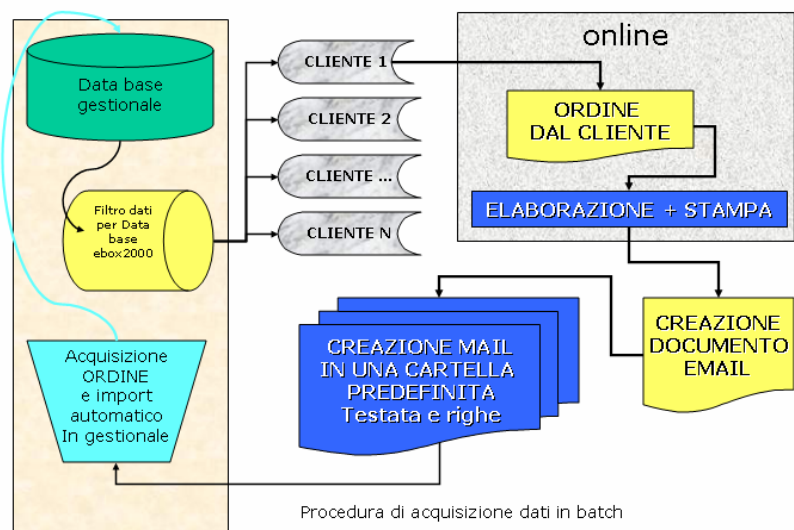 Data base
gestionale
Filtro dati
per Data
base
ebox2000
CLIENTE 1
CLIENTE 2
CLIENTE ...
CLIENTE N
online
ORDINE
DAL CLIENTE
ELABORAZIONE + STAMPA
CREAZIONE
DOCUMENTO
EMAIL
CREAZIONE MAIL
IN UNA CARTELLA
PREDEFINITA
Testata e righe
Acquisizione
ORDINE
e import
automatico
In gestionale
Procedura di acquisizione dati in batch